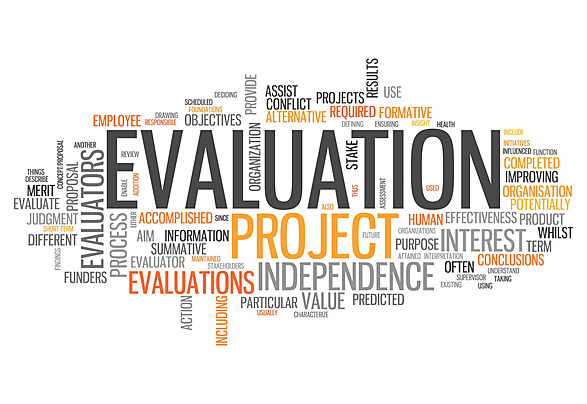 RESULTS
DECIDING
PROVIDE
ASSIST
USE
SCHEDULED
CONFLICT
PROJECTS
FOUNDATIONS
ALTERNATIVE
REQUIRED
FORMATIVE
DRAWING
EMPLOYEE
RESPONSIBLE
OBJECTIVES
DEFINING
ENSURING
INSIGHT
HEALTH
EVALUATION
INCLUDE
INITIATIVES
INFLUENCED
FUNCTION
ANOTHER
CONCEPT PROPOSAL
REVIEW
ORGANIZATION
STAKE
COMPLETED
THINGS
DESCRIBE
PROPOSAL
EVALUATORS
ENABLE
ADDITION
THIS
ASSESSMENT
USED
IMPROVING
MERIT
ORGANISATION
EVALUATE
ALSO
POTENTIALLY
JUDGMENT
PROCESS
EITHER
ACCOMPLISHED
SINCE
PROJECT
HUMAN
EFFECTIVENESS
PRODUCT
SHORT-TERM
DIFFERENT
AIM
INFORMATION
FUTURE
ORGANIZATIONS
PURPOSE
INTEREST
WHILST
TERM
SUMMATIVE
FINDINGS
EVALUATOR
MAINTAINED
STAKEHOLDERS
ATTAINED
INTERPRETATION
CONCLUSIONS
FUNDERS
EVALUATIONS
INDEPENDENCE
OFTEN
UNDERSTAND
SUPERVISOR
TAKING
EXISTING
USING
ACTION
INCLUDING
PARTICULAR
VALUE
PREDICTED
USUALLY
CHARACTERIZE